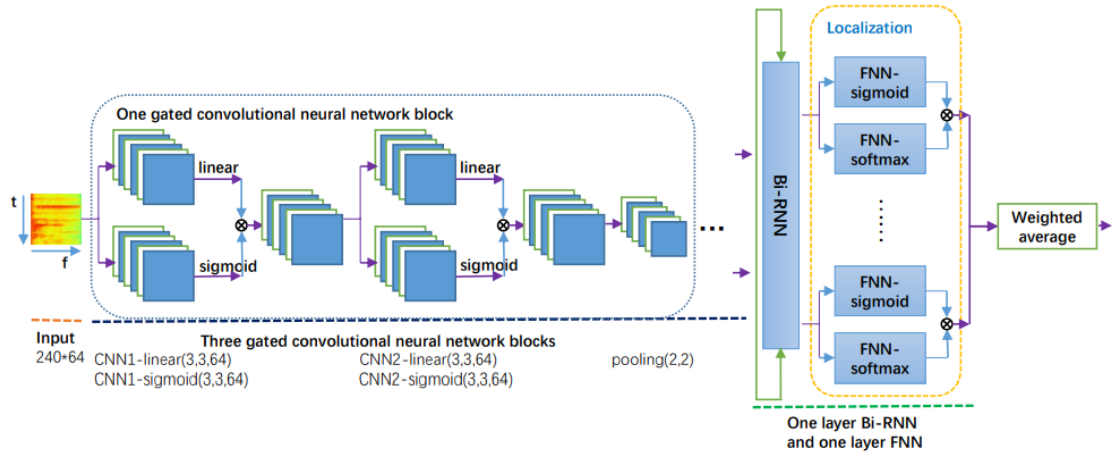 Localization
One gated convolutional neural network block
linear
linear
t
f
sigmoid
sigmoid
...
Bi-RNN
FNN-
sigmoid
FNN-
softmax
FNN-
sigmoid
FNN-
softmax
Weighted
average
Input
240*64
Three gated convolutional neural network blocks
CNN1-linear(3,3,64)
CNN1-sigmoid(3,3,64)
CNN2-linear(3,3,64)
CNN2-sigmoid(3,3,64)
pooling(2,2)
One layer Bi-RNN
and one layer FNN